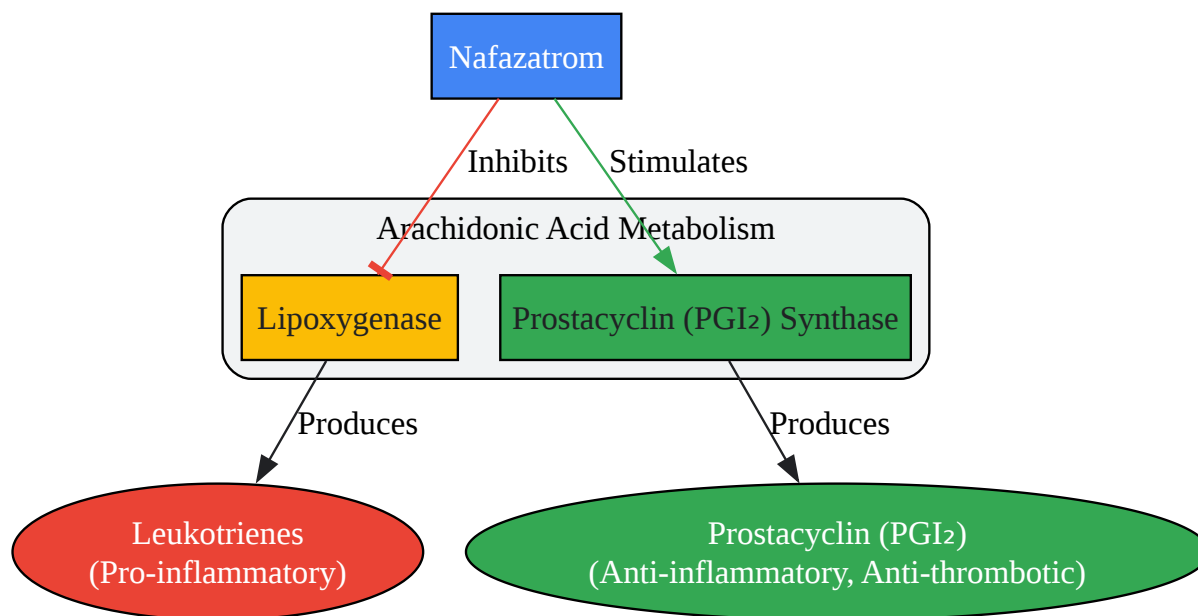 Nafazatrom
Inhibits
Stimulates
Arachidonic Acid Metabolism
Lipoxygenase
Prostacyclin (PGI₂) Synthase
Produces
Produces
Leukotrienes
(Pro-inflammatory)
Prostacyclin (PGI₂)
(Anti-inflammatory, Anti-thrombotic)